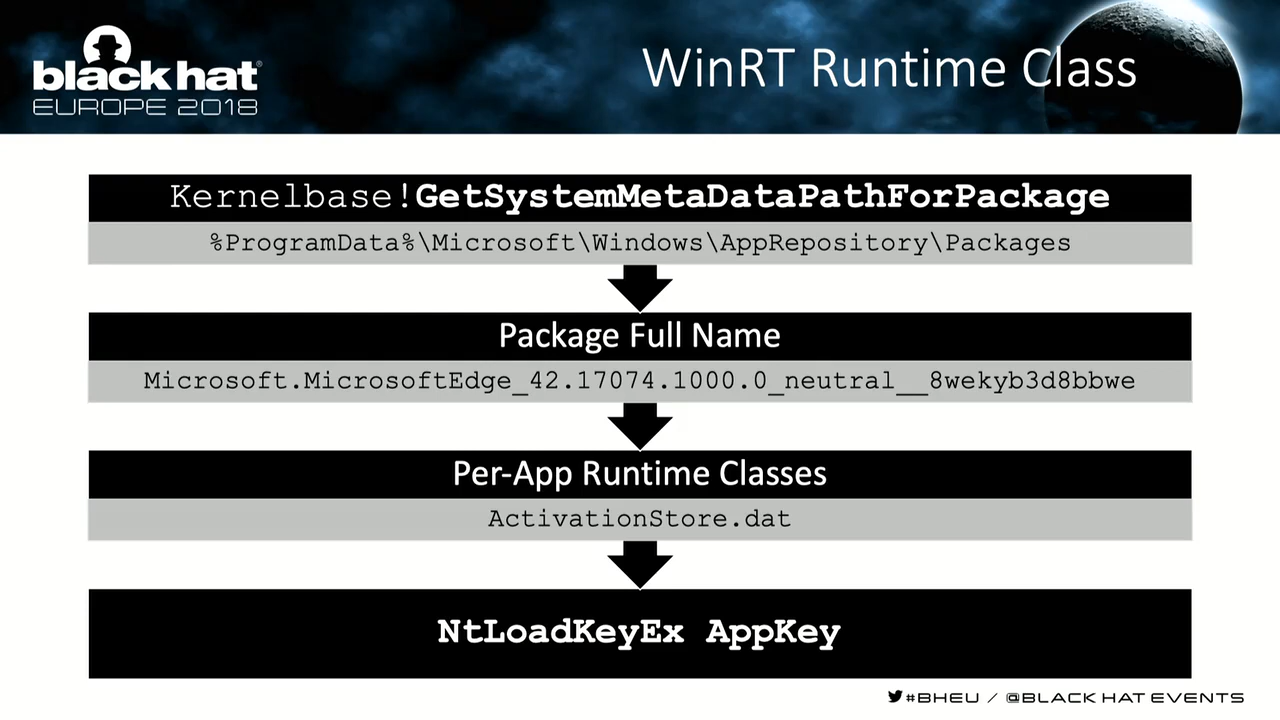 black hat®
EUROPE 2018
WinRT Runtime Class
Kernelbase!GetSystemMetaDataPathForPackage
%ProgramData%\Microsoft\Windows\AppRepository\Packages
Package Full Name
Microsoft.MicrosoftEdge_42.17074.1000.0_neutral__8wekyb3d8bbwe
Per-App Runtime Classes
ActivationStore.dat
NtLoadKeyEx AppKey
#BHEU / @BLACK HAT EVENTS